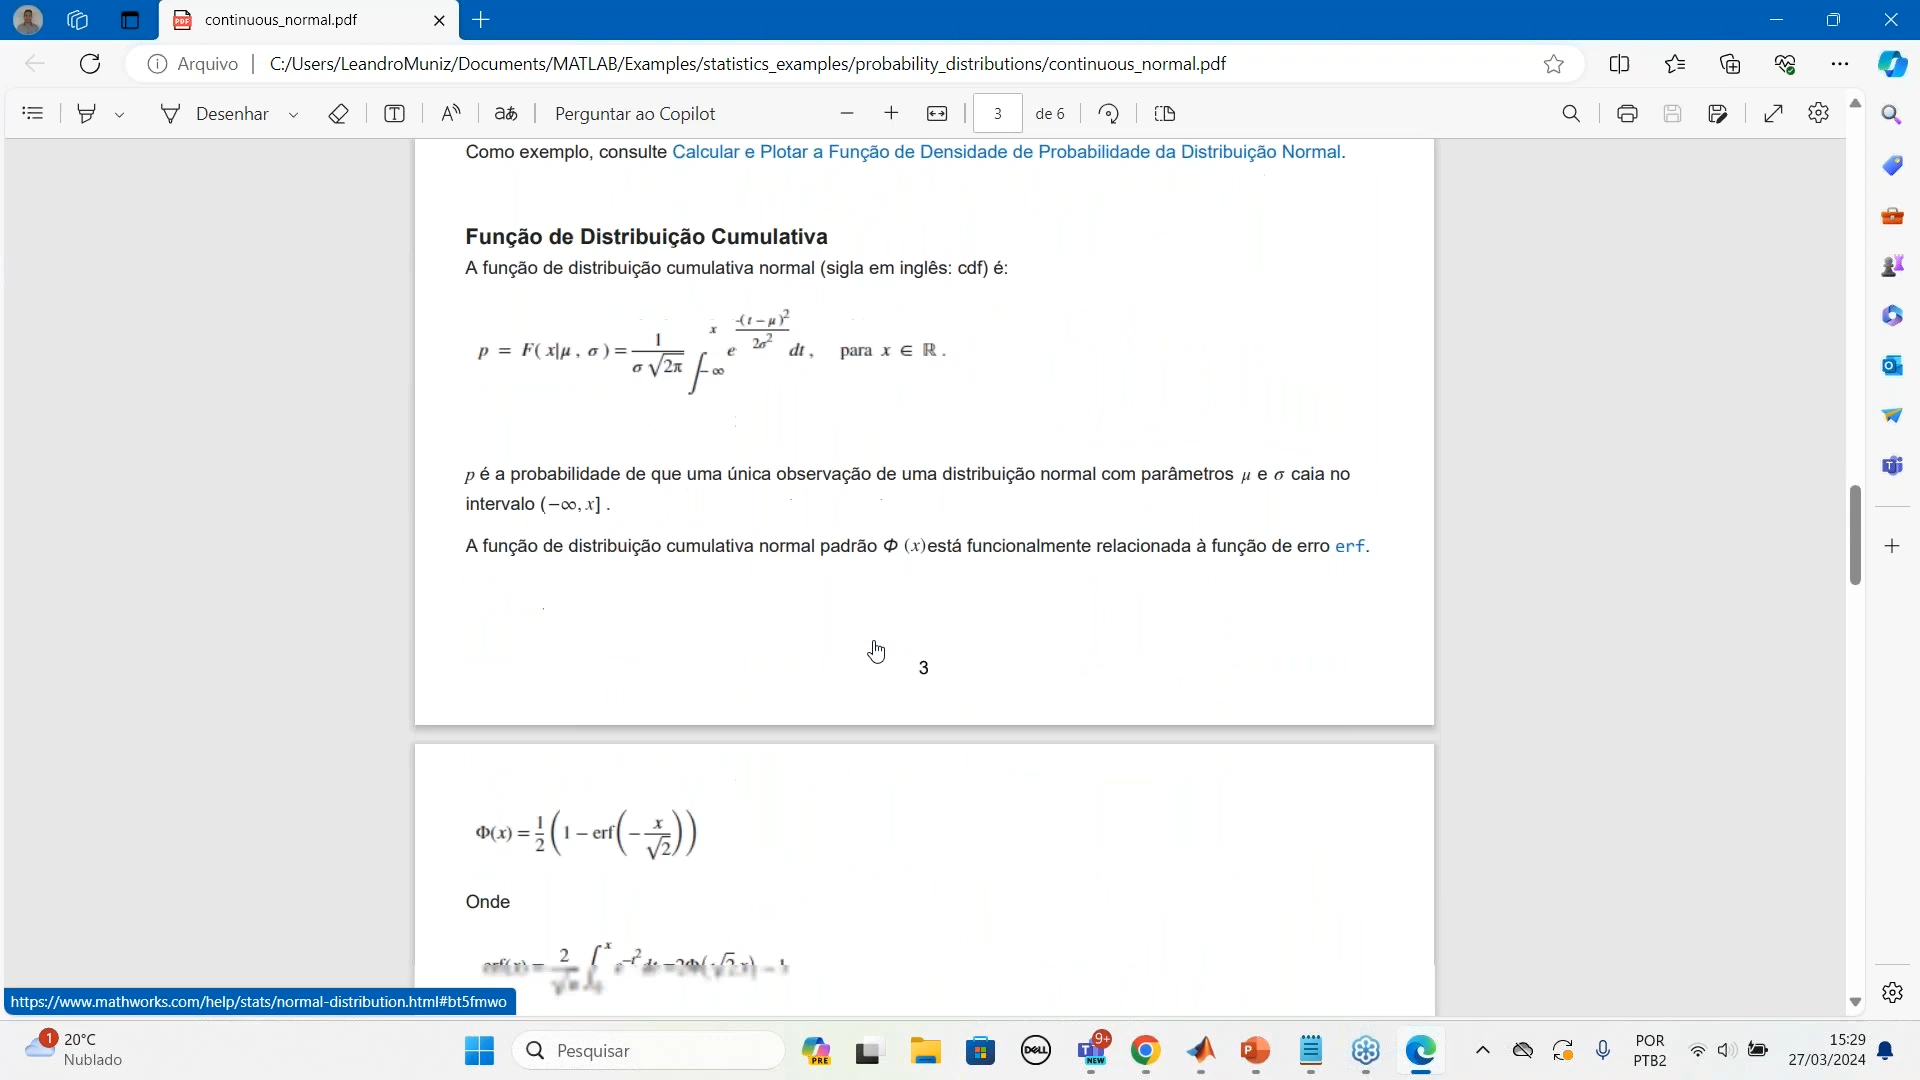 continuous_normal.pdf
Arquivo
C:/Users/LeandroMuniz/Documents/MATLAB/Examples/statistics_examples/probability_distributions/continuous_normal.pdf
Desenhar
Perguntar ao Copilot
3
de 6
Como exemplo, consulte Calcular e Plotar a Função de Densidade de Probabilidade da Distribuição Normal.
Função de Distribuição Cumulativa
A função de distribuição cumulativa normal (sigla em inglês: cdf) é:
p = F( x|μ , σ ) = 1/(σ √2π) ∫_{-∞}^{x} e^{-(t − μ)²/2σ²} dt , para x ∈ ℝ .
p é a probabilidade de que uma única observação de uma distribuição normal com parâmetros μ e σ caia no
intervalo (−∞, x] .
A função de distribuição cumulativa normal padrão Φ (x)está funcionalmente relacionada à função de erro erf.
3
Φ(x) = 1/2 (1 − erf(− x/√2))
Onde
https://www.mathworks.com/help/stats/normal-distribution.html#bt5fmwo
1
20°C
Nublado
Pesquisar
PRE
DELL
9+
NEW
POR
PTB2
15:29
27/03/2024